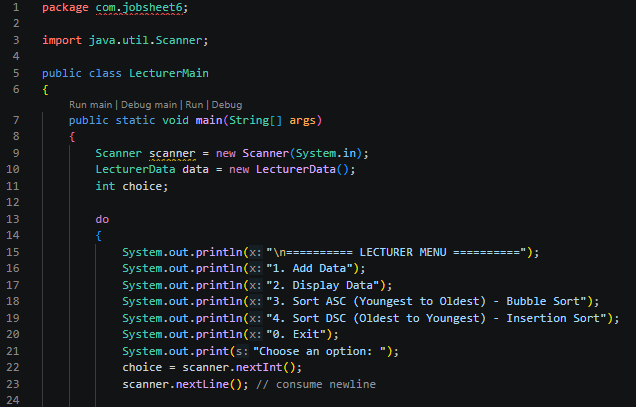 1 package com.jobsheet6;
2
3 import java.util.Scanner;
4
5 public class LecturerMain
6 {
Run main | Debug main | Run | Debug
7 public static void main(String[] args)
8 {
9 Scanner scanner = new Scanner(System.in);
10 LecturerData data = new LecturerData();
11 int choice;
12
13 do
14 {
15 System.out.println(x: "\n========== LECTURER MENU ==========");
16 System.out.println(x: "1. Add Data");
17 System.out.println(x: "2. Display Data");
18 System.out.println(x: "3. Sort ASC (Youngest to Oldest) - Bubble Sort");
19 System.out.println(x: "4. Sort DSC (Oldest to Youngest) - Insertion Sort");
20 System.out.println(x: "0. Exit");
21 System.out.print(s: "Choose an option: ");
22 choice = scanner.nextInt();
23 scanner.nextLine(); // consume newline
24